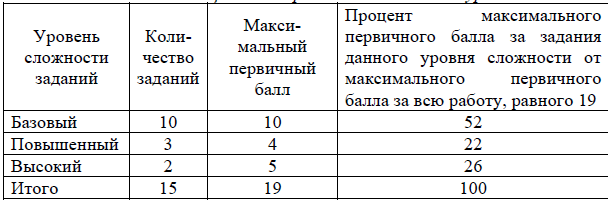 Уровень сложности заданий
Коли-
чество
заданий
Макси-
мальный
первичный
балл
Процент максимального
первичного балла за задания
данного уровня сложности от
максимального первичного
балла за всю работу, равного 19
Базовый 10 10 52
Повышенный 3 4 22
Высокий 2 5 26
Итого 15 19 100